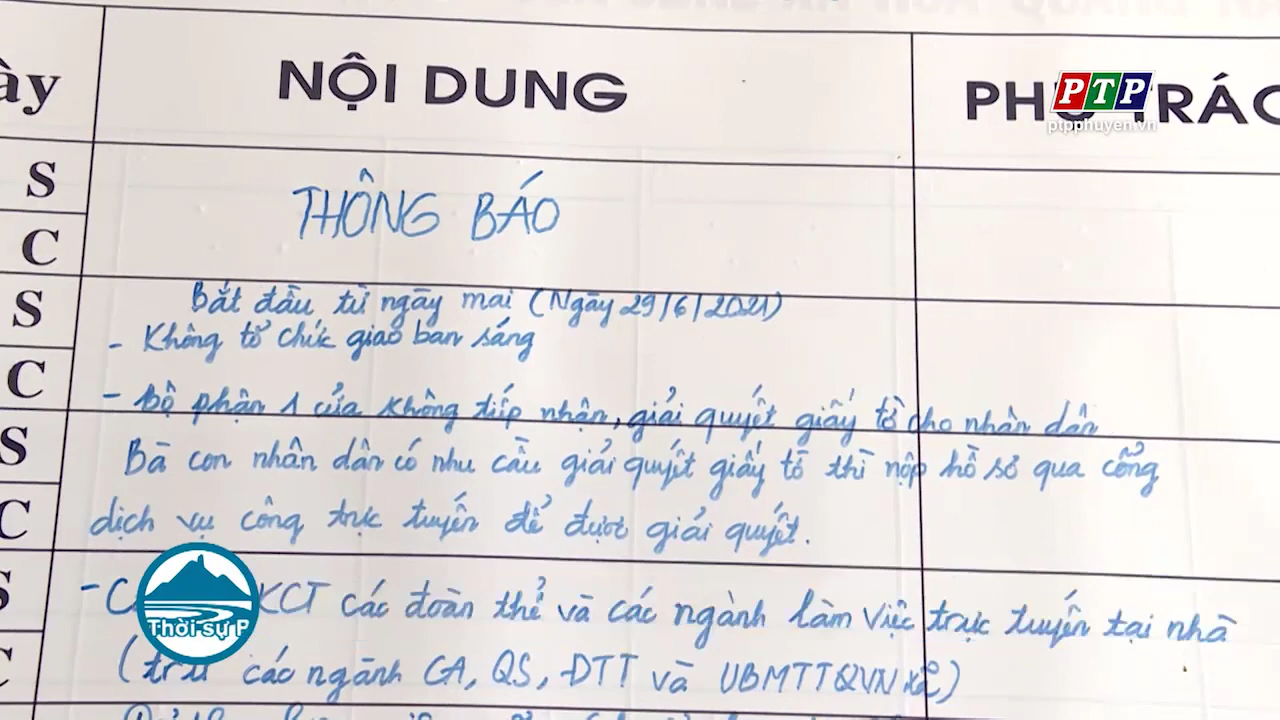 ày NỘI DUNG PHỤ TRÁC
PTP
ptpphuyen.vn
S
THÔNG BÁO
C
S
Bắt đầu từ ngày mai (Ngày 29/6/2021)
- Không tổ chức giao ban sáng
C
- Bộ phận 1 cửa không tiếp nhận, giải quyết giấy tờ cho nhân dân
S
Bà con nhân dân có nhu cầu giải quyết giấy tờ thì nộp hồ sơ qua cổng
C
dịch vụ công trực tuyến để được giải quyết.
S
- KCT các đoàn thể và các ngành làm việc trực tuyến tại nhà
Thời sự P
C
(trừ các ngành CA, QS, ĐTT và UBMTTQVN xã)